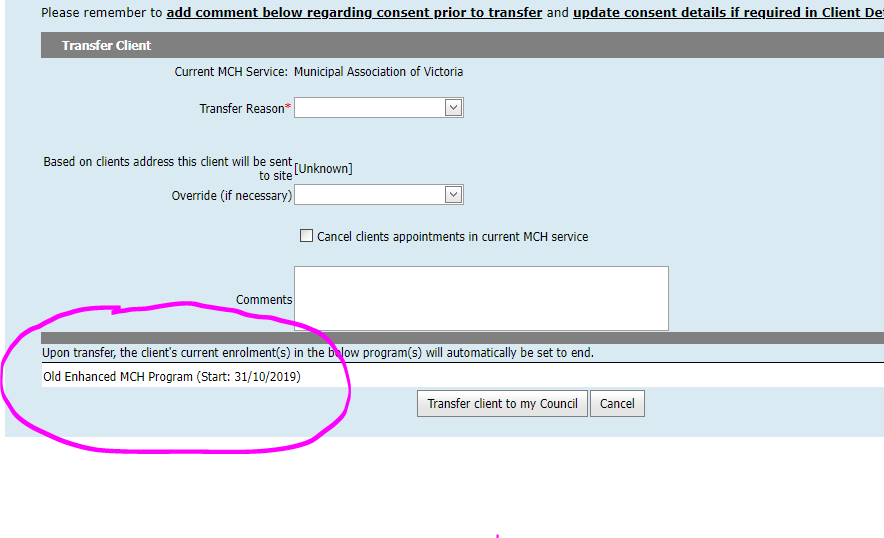 Please remember to add comment below regarding consent prior to transfer and update consent details if required in Client De
Transfer Client
Current MCH Service: Municipal Association of Victoria
Transfer Reason*
Based on clients address this client will be sent to site [Unknown]
Override (if necessary)
Cancel clients appointments in current MCH service
Comments
Upon transfer, the client's current enrolment(s) in the below program(s) will automatically be set to end.
Old Enhanced MCH Program (Start: 31/10/2019)
Transfer client to my Council Cancel